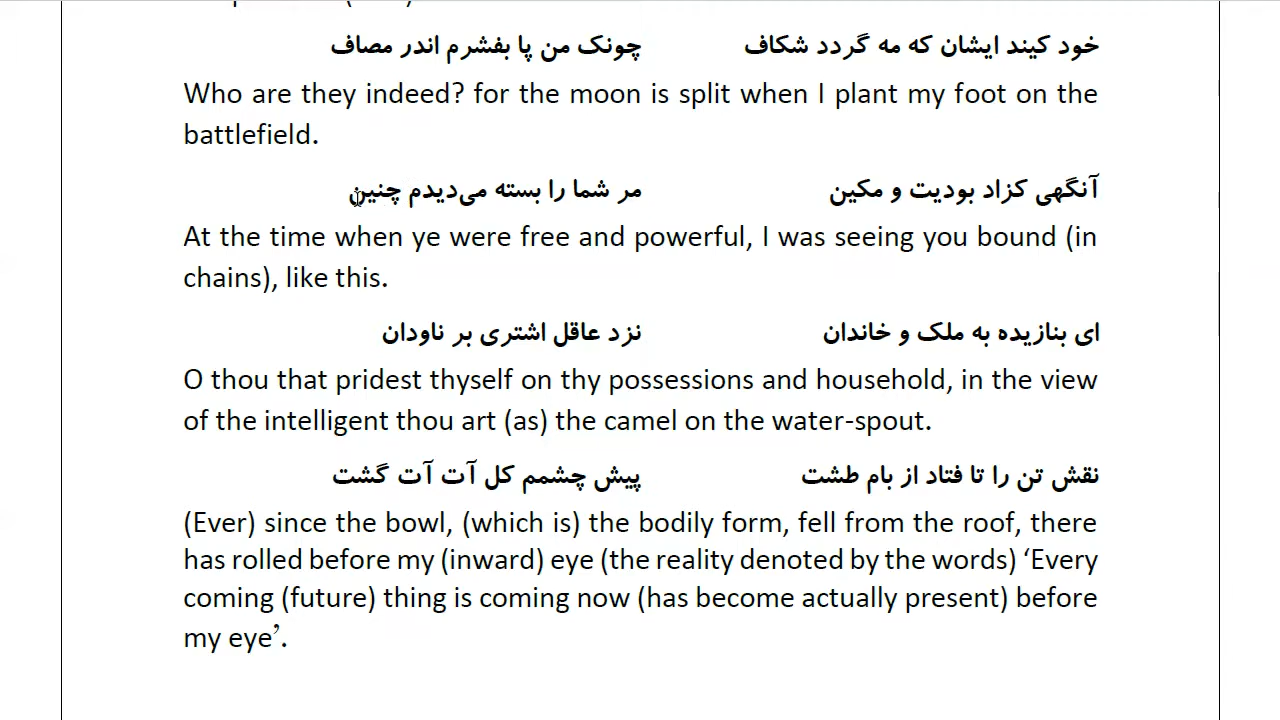 خود کیند ایشان که مه گردد شکاف چونک من پا بفشرم اندر مصاف
Who are they indeed? for the moon is split when I plant my foot on the
battlefield.
آنگهی کزاد بودیت و مکین مر شما را بسته می‌دیدم چنین
At the time when ye were free and powerful, I was seeing you bound (in
chains), like this.
ای بنازیده به ملک و خاندان نزد عاقل اشتری بر ناودان
O thou that pridest thyself on thy possessions and household, in the view
of the intelligent thou art (as) the camel on the water-spout.
نقش تن را تا فتاد از بام طشت پیش چشمم کل آت آت گشت
(Ever) since the bowl, (which is) the bodily form, fell from the roof, there
has rolled before my (inward) eye (the reality denoted by the words) ‘Every
coming (future) thing is coming now (has become actually present) before
my eye’.